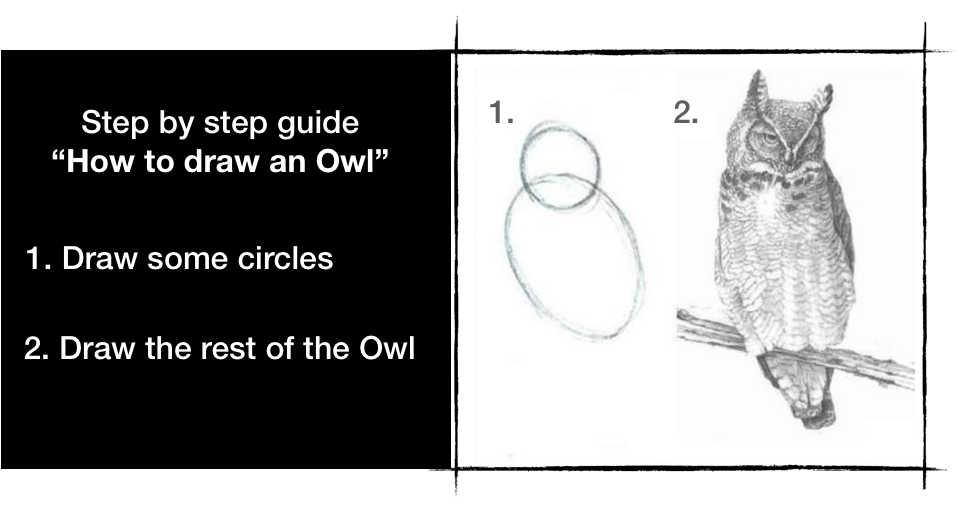 Step by step guide
“How to draw an Owl”
1. Draw some circles
2. Draw the rest of the Owl
1.
2.